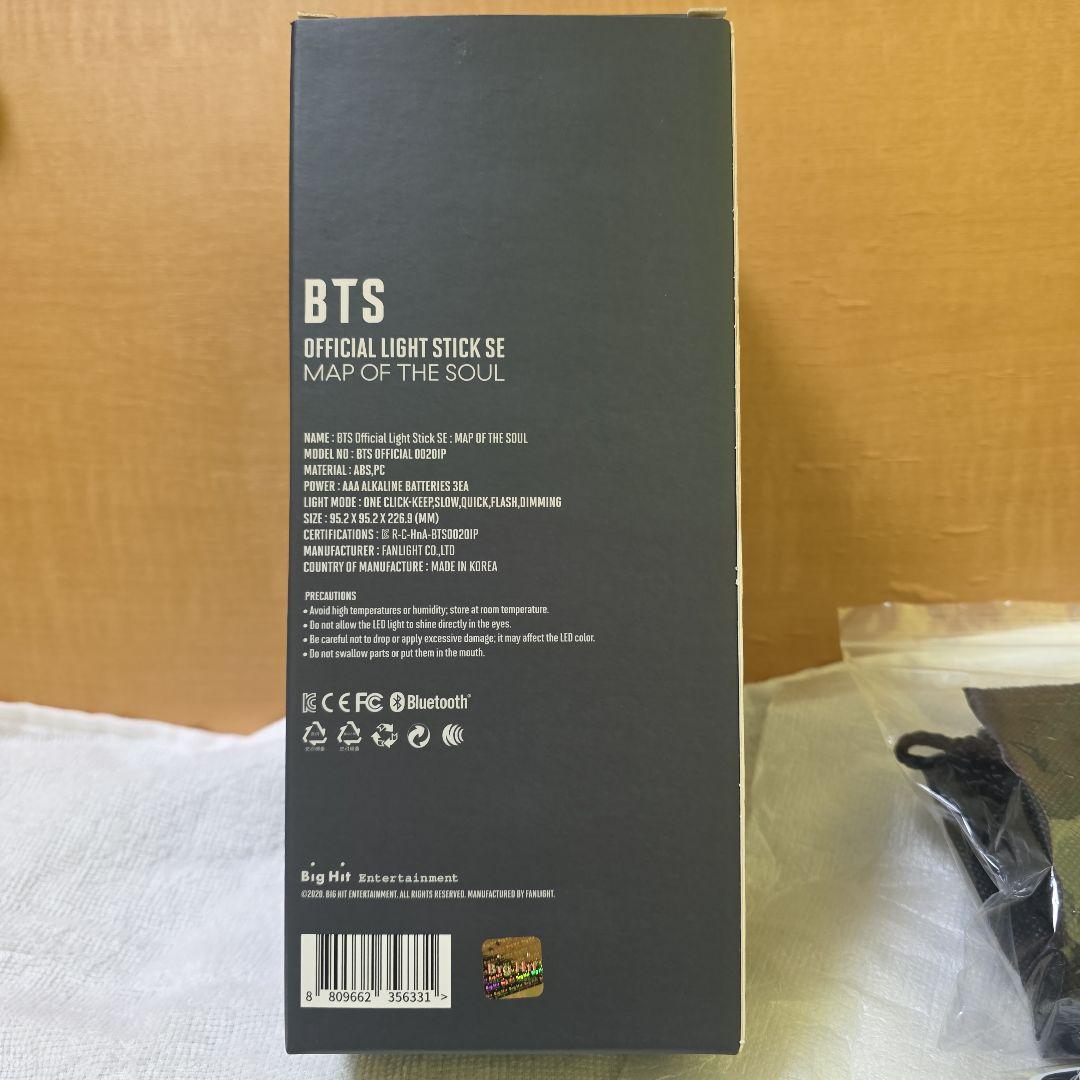 BTS
OFFICIAL LIGHT STICK SE
MAP OF THE SOUL
NAME : BTS Official Light Stick SE : MAP OF THE SOUL
MODEL NO : BTS OFFICIAL 0020IP
MATERIAL : ABS,PC
POWER : AAA ALKALINE BATTERIES 3EA
LIGHT MODE : ONE CLICK-KEEP,SLOW,QUICK,FLASH,DIMMING
SIZE : 95.2 X 95.2 X 226.9 (MM)
CERTIFICATIONS : R-C-HnA-BTS0020IP
MANUFACTURER : FANLIGHT CO.,LTD
COUNTRY OF MANUFACTURE : MADE IN KOREA
PRECAUTIONS
• Avoid high temperatures or humidity; store at room temperature.
• Do not allow the LED light to shine directly in the eyes.
• Be careful not to drop or apply excessive damage; it may affect the LED color.
• Do not swallow parts or put them in the mouth.
CE FC Bluetooth®
Big Hit Entertainment
©2020. BIG HIT ENTERTAINMENT. ALL RIGHTS RESERVED. MANUFACTURED BY FANLIGHT.
8 809662 356331 >
Big Hit